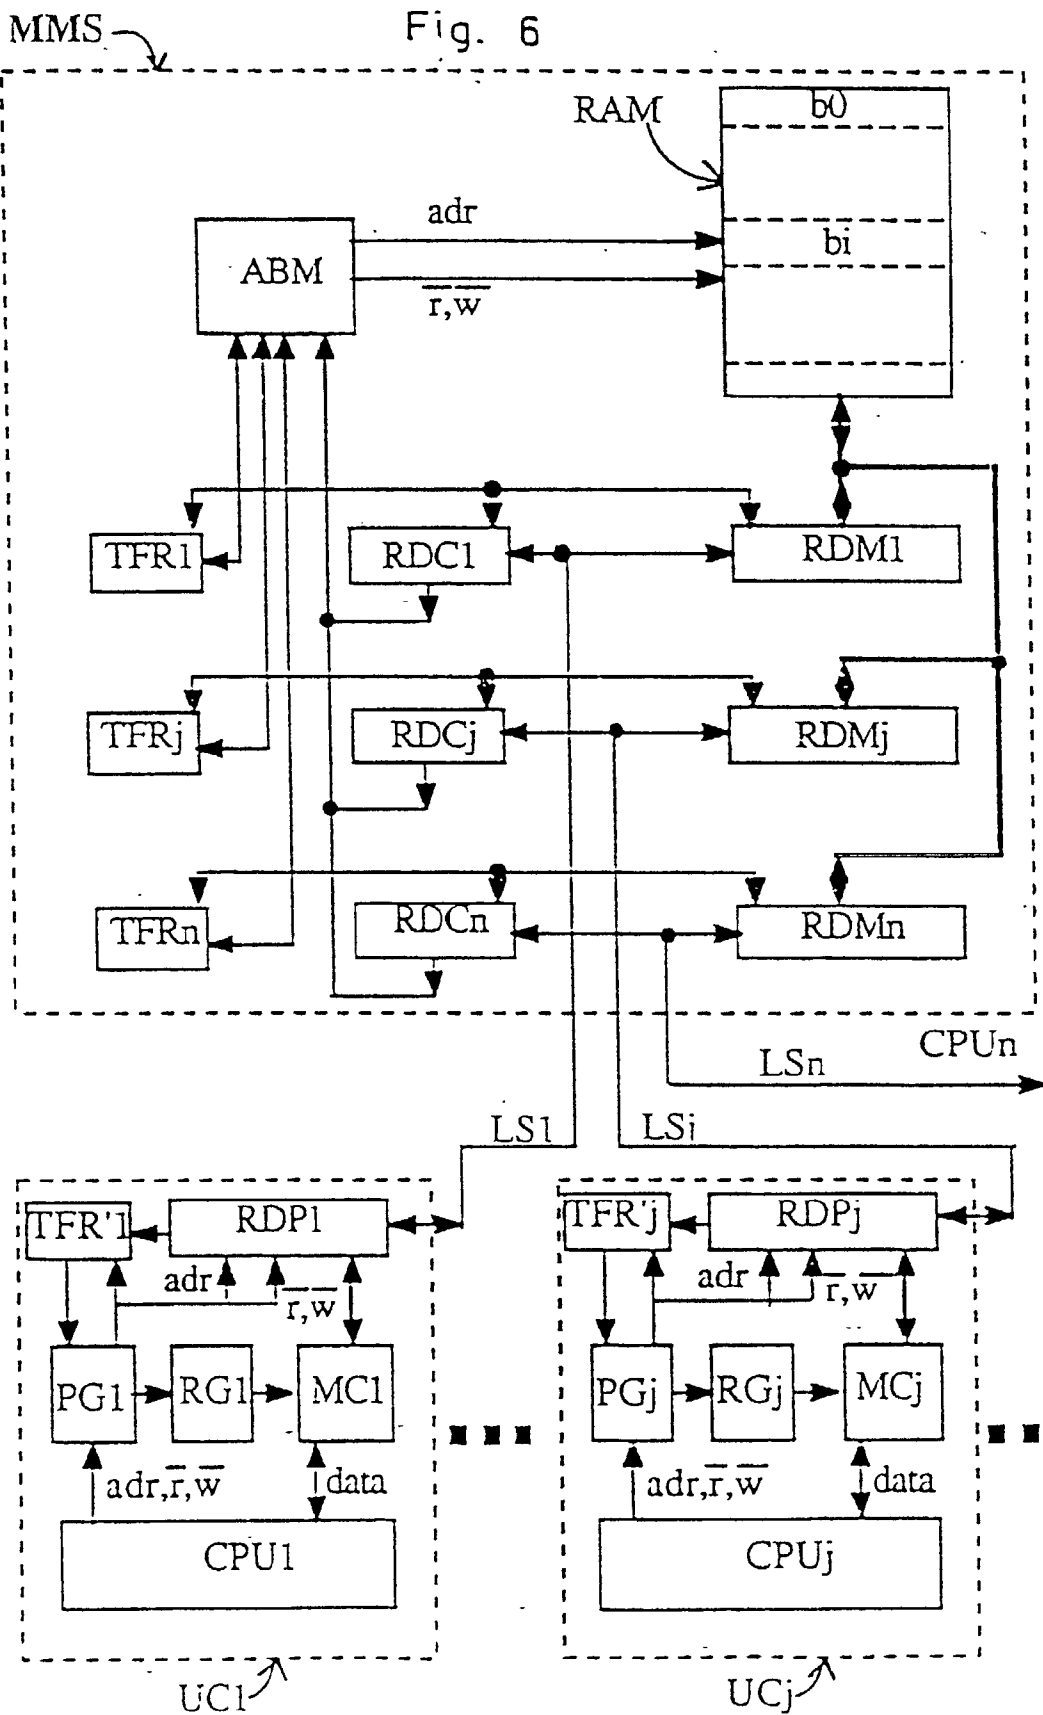 MMS
Fig. 6
b0
RAM
adr
bi
ABM
r̅,w̅
TFR1
RDC1
RDM1
TFRj
RDCj
RDMj
TFRn
RDCn
RDMn
CPUn
LSn
LS1
LSj
TFR'1
RDP1
TFR'j
RDPj
adr
r̅,w̅
adr
r̅,w̅
PG1
RG1
MC1
PGj
RGj
MCj
adr,r̅,w̅
data
adr,r̅,w̅
data
CPU1
CPUj
UC1
UCj